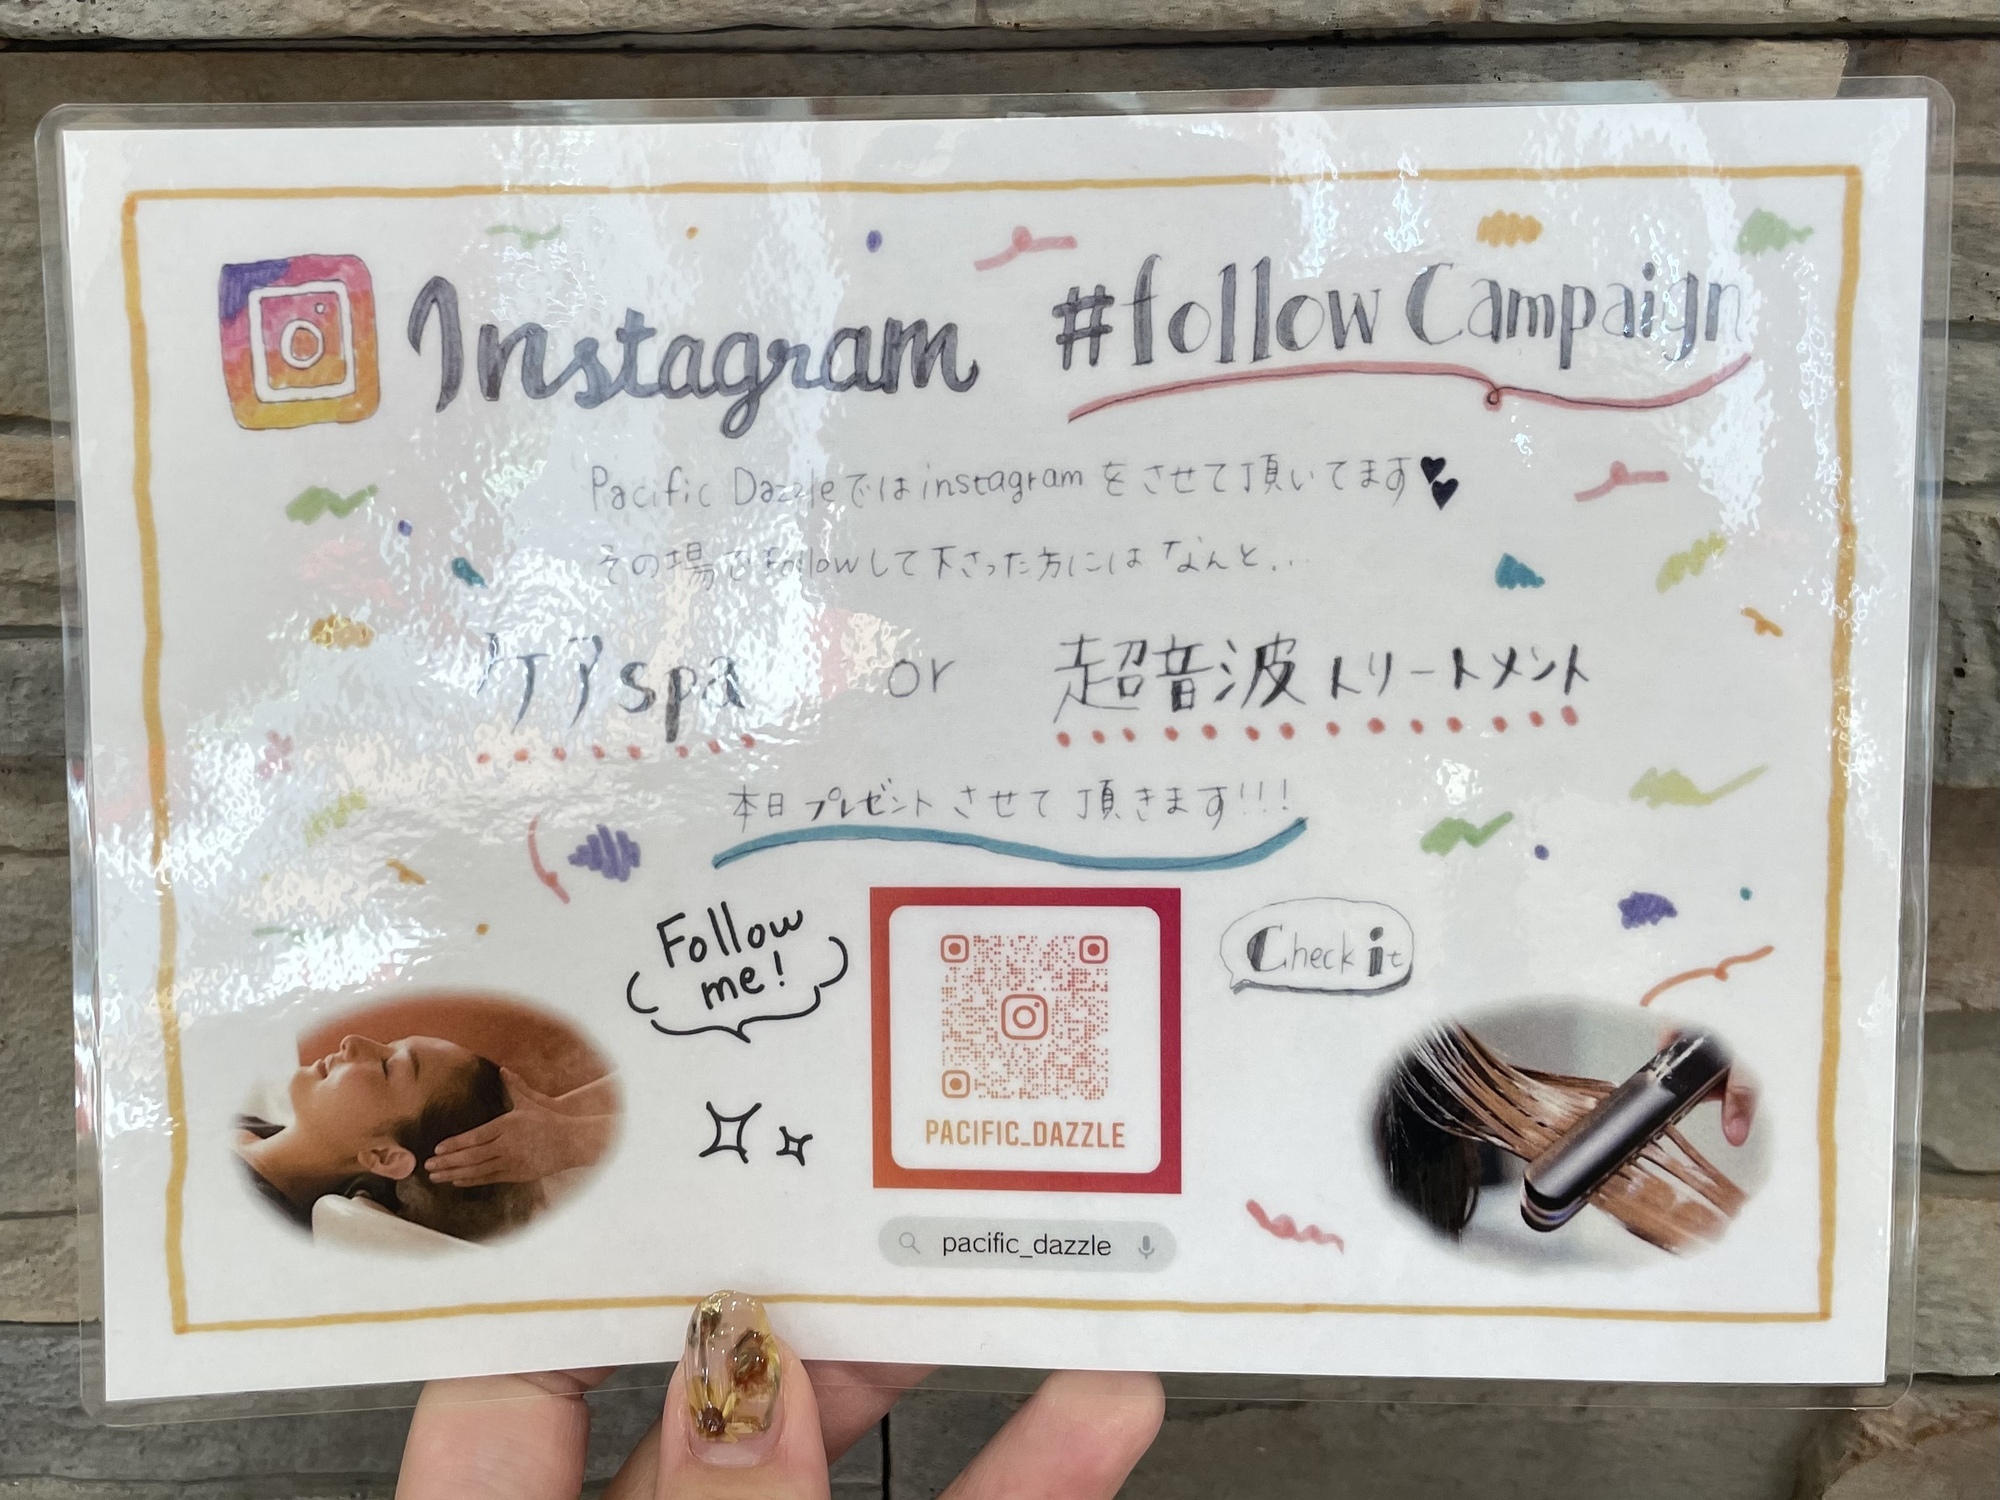 Instagram #follow Campaign
Pacific Dazzleではinstagramをさせて頂いてます
その場でfollowして下さった方にはなんと...
ケアspa or 超音波トリートメント
本日プレゼントさせて頂きます!!!
Follow
me!
Check it
PACIFIC_DAZZLE
pacific_dazzle